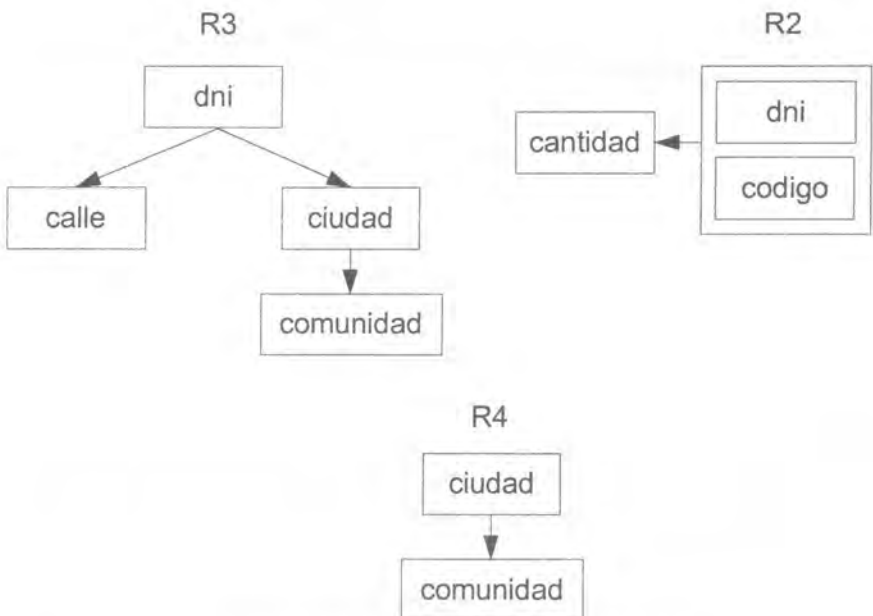 R3
R2
dni
dni
cantidad
codigo
calle
ciudad
comunidad
R4
ciudad
comunidad